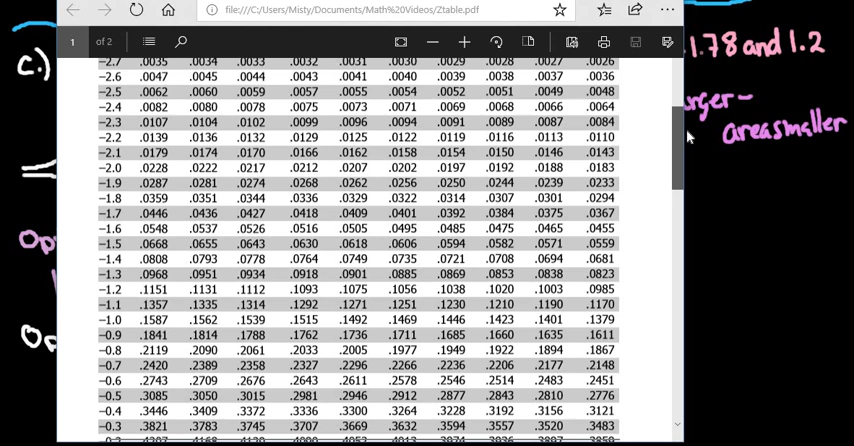 file:///C:/Users/Misty/Documents/Math%20Videos/Ztable.pdf
1 of 2
c.)
1.78 and 1.2
rger-
area smaller
Op
Op
−2.7 .0035 .0034 .0033 .0032 .0031 .0030 .0029 .0028 .0027 .0026
−2.6 .0047 .0045 .0044 .0043 .0041 .0040 .0039 .0038 .0037 .0036
−2.5 .0062 .0060 .0059 .0057 .0055 .0054 .0052 .0051 .0049 .0048
−2.4 .0082 .0080 .0078 .0075 .0073 .0071 .0069 .0068 .0066 .0064
−2.3 .0107 .0104 .0102 .0099 .0096 .0094 .0091 .0089 .0087 .0084
−2.2 .0139 .0136 .0132 .0129 .0125 .0122 .0119 .0116 .0113 .0110
−2.1 .0179 .0174 .0170 .0166 .0162 .0158 .0154 .0150 .0146 .0143
−2.0 .0228 .0222 .0217 .0212 .0207 .0202 .0197 .0192 .0188 .0183
−1.9 .0287 .0281 .0274 .0268 .0262 .0256 .0250 .0244 .0239 .0233
−1.8 .0359 .0351 .0344 .0336 .0329 .0322 .0314 .0307 .0301 .0294
−1.7 .0446 .0436 .0427 .0418 .0409 .0401 .0392 .0384 .0375 .0367
−1.6 .0548 .0537 .0526 .0516 .0505 .0495 .0485 .0475 .0465 .0455
−1.5 .0668 .0655 .0643 .0630 .0618 .0606 .0594 .0582 .0571 .0559
−1.4 .0808 .0793 .0778 .0764 .0749 .0735 .0721 .0708 .0694 .0681
−1.3 .0968 .0951 .0934 .0918 .0901 .0885 .0869 .0853 .0838 .0823
−1.2 .1151 .1131 .1112 .1093 .1075 .1056 .1038 .1020 .1003 .0985
−1.1 .1357 .1335 .1314 .1292 .1271 .1251 .1230 .1210 .1190 .1170
−1.0 .1587 .1562 .1539 .1515 .1492 .1469 .1446 .1423 .1401 .1379
−0.9 .1841 .1814 .1788 .1762 .1736 .1711 .1685 .1660 .1635 .1611
−0.8 .2119 .2090 .2061 .2033 .2005 .1977 .1949 .1922 .1894 .1867
−0.7 .2420 .2389 .2358 .2327 .2296 .2266 .2236 .2206 .2177 .2148
−0.6 .2743 .2709 .2676 .2643 .2611 .2578 .2546 .2514 .2483 .2451
−0.5 .3085 .3050 .3015 .2981 .2946 .2912 .2877 .2843 .2810 .2776
−0.4 .3446 .3409 .3372 .3336 .3300 .3264 .3228 .3192 .3156 .3121
−0.3 .3821 .3783 .3745 .3707 .3669 .3632 .3594 .3557 .3520 .3483